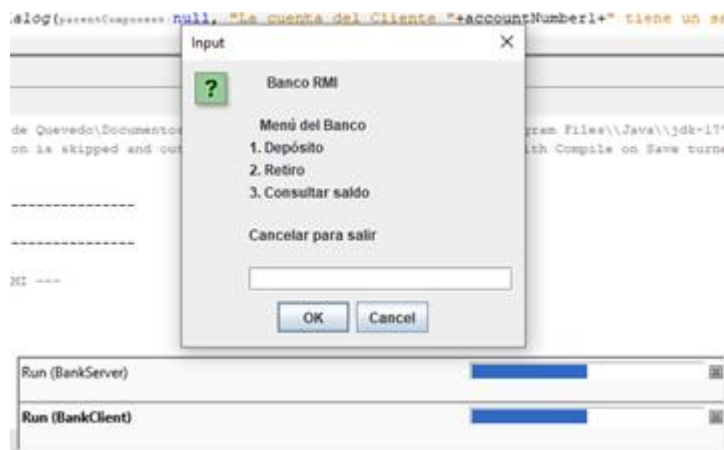 alog(parentComponent: null, "La cuenta del Cliente "+accountNumber1+" tiene un s
Input
Banco RMI
Menú del Banco
1. Depósito
2. Retiro
3. Consultar saldo
Cancelar para salir
OK Cancel
de Quevedo\Documentos gram Files\\Java\\jdk-17"
on is skipped and out ith Compile on Save turne
---------------
---------------
MI ---
Run (BankServer)
Run (BankClient)